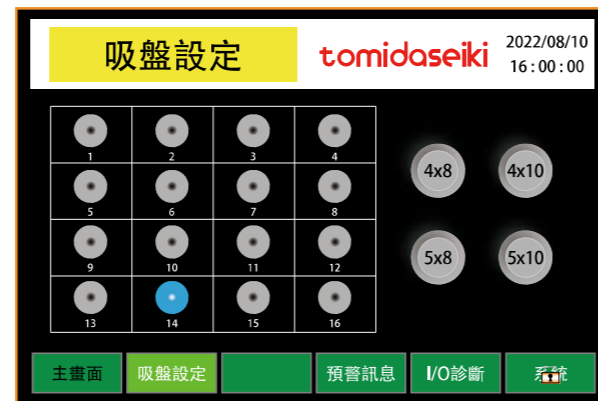 吸盤設定
tomidaseiki
2022/08/10
16:00:00
1 2 3 4
5 6 7 8
9 10 11 12
13 14 15 16
4x8 4x10
5x8 5x10
主畫面 吸盤設定 預警訊息 I/O診斷 系統